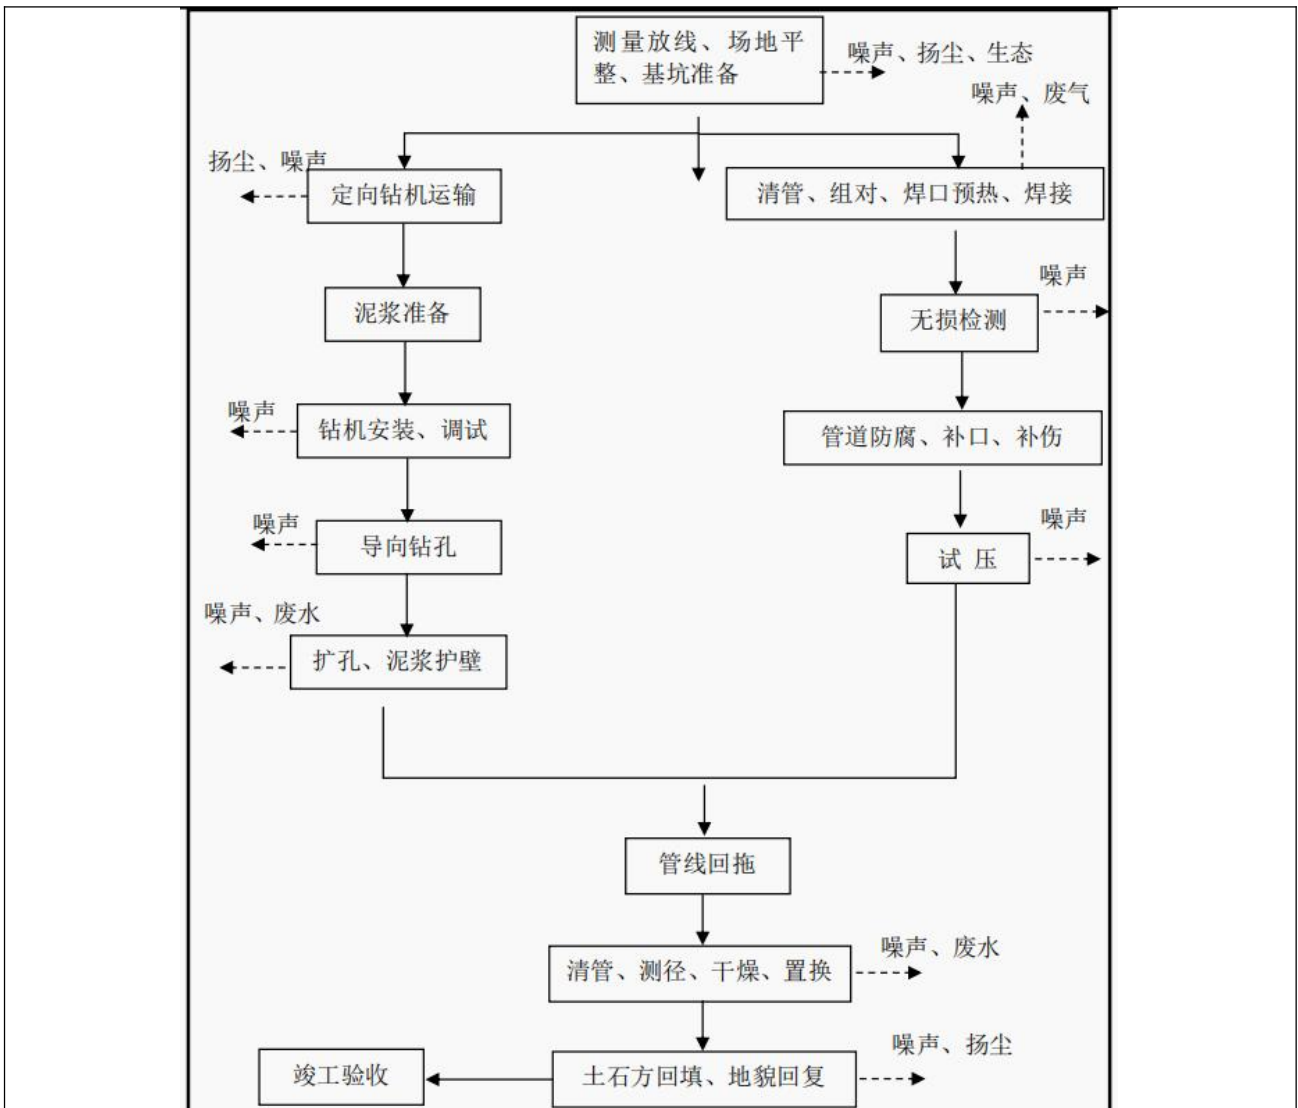 测量放线、场地平
整、基坑准备
噪声、扬尘、生态
噪声、废气
扬尘、噪声
定向钻机运输
清管、组对、焊口预热、焊接
噪声
泥浆准备
无损检测
噪声
钻机安装、调试
管道防腐、补口、补伤
噪声
导向钻孔
噪声
试 压
噪声、废水
扩孔、泥浆护壁
管线回拖
噪声、废水
清管、测径、干燥、置换
噪声、扬尘
竣工验收
土石方回填、地貌回复